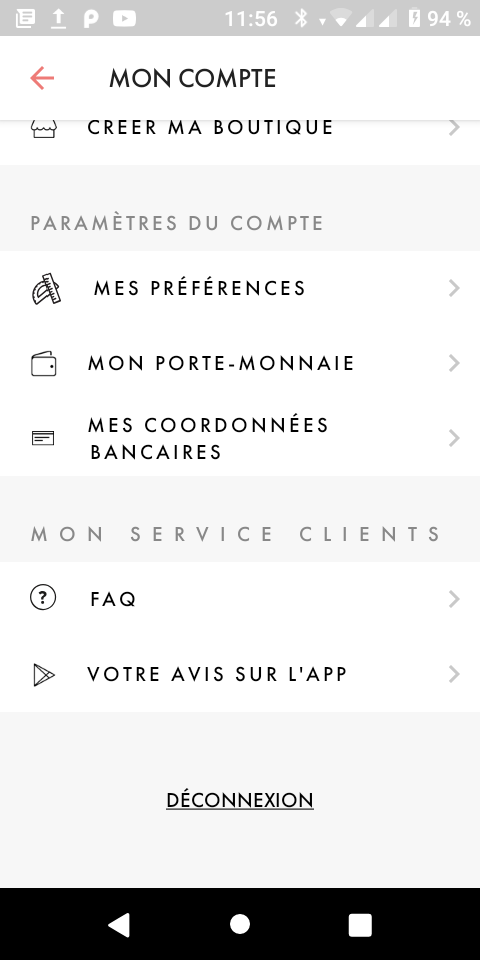 11:56 94 %
MON COMPTE
CREER MA BOUTIQUE
PARAMÈTRES DU COMPTE
MES PRÉFÉRENCES
MON PORTE-MONNAIE
MES COORDONNÉES
BANCAIRES
MON SERVICE CLIENTS
? FAQ
VOTRE AVIS SUR L'APP
DÉCONNEXION